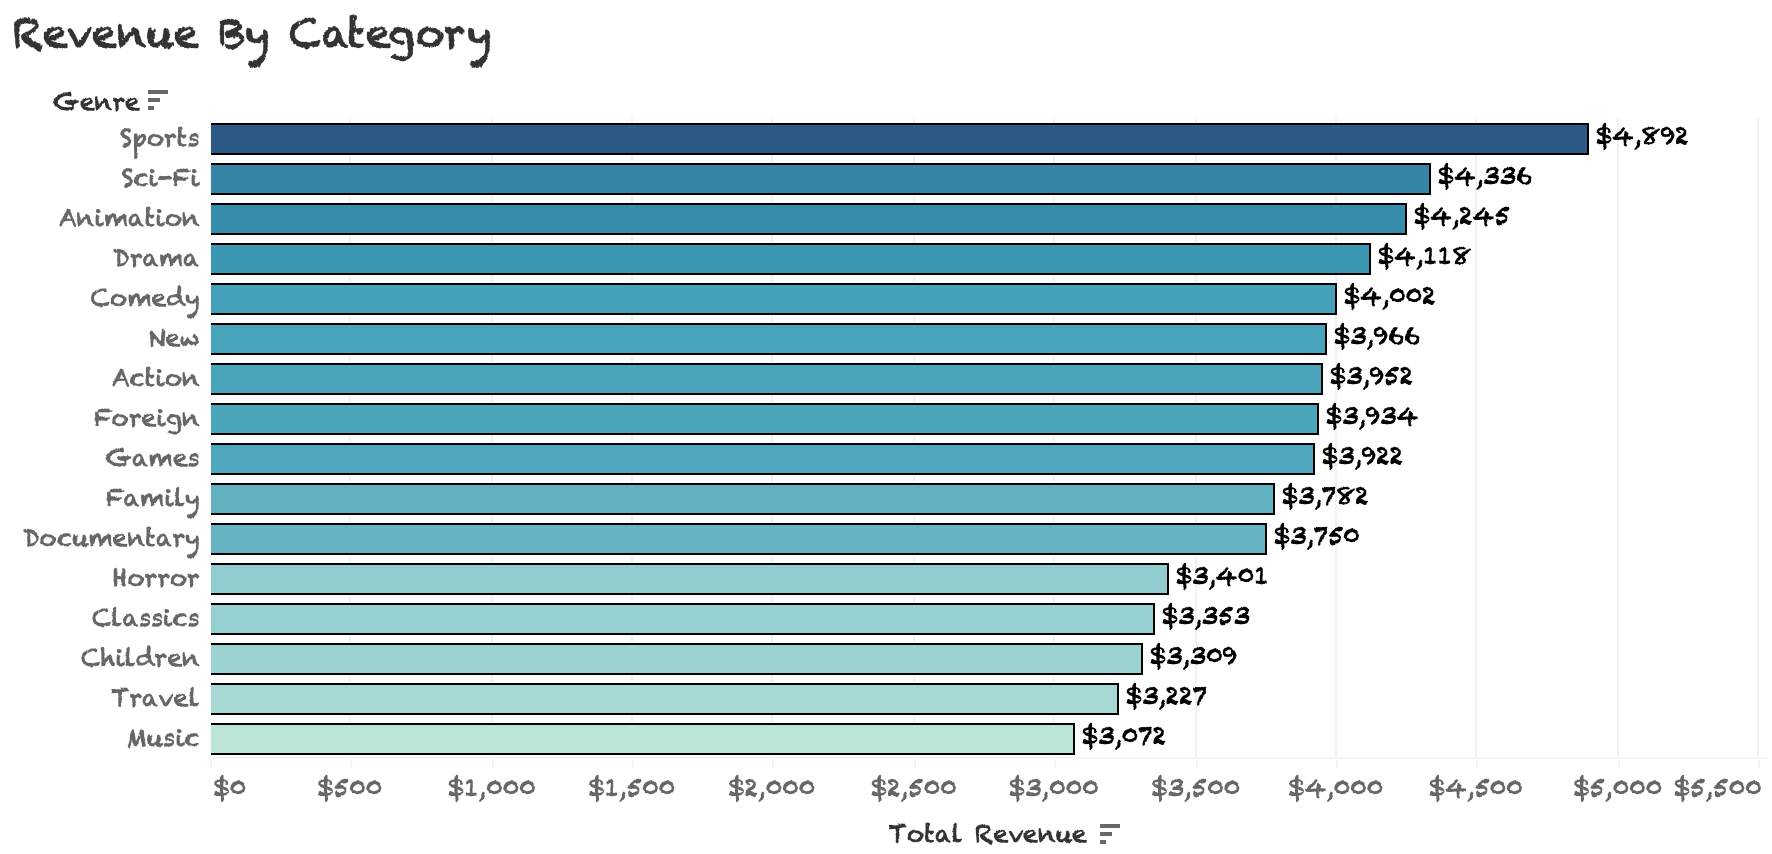 Revenue By Category
Genre
Sports $4,892
Sci-Fi $4,336
Animation $4,245
Drama $4,118
Comedy $4,002
New $3,966
Action $3,952
Foreign $3,934
Games $3,922
Family $3,782
Documentary $3,750
Horror $3,401
Classics $3,353
Children $3,309
Travel $3,227
Music $3,072
$0 $500 $1,000 $1,500 $2,000 $2,500 $3,000 $3,500 $4,000 $4,500 $5,000 $5,500
Total Revenue